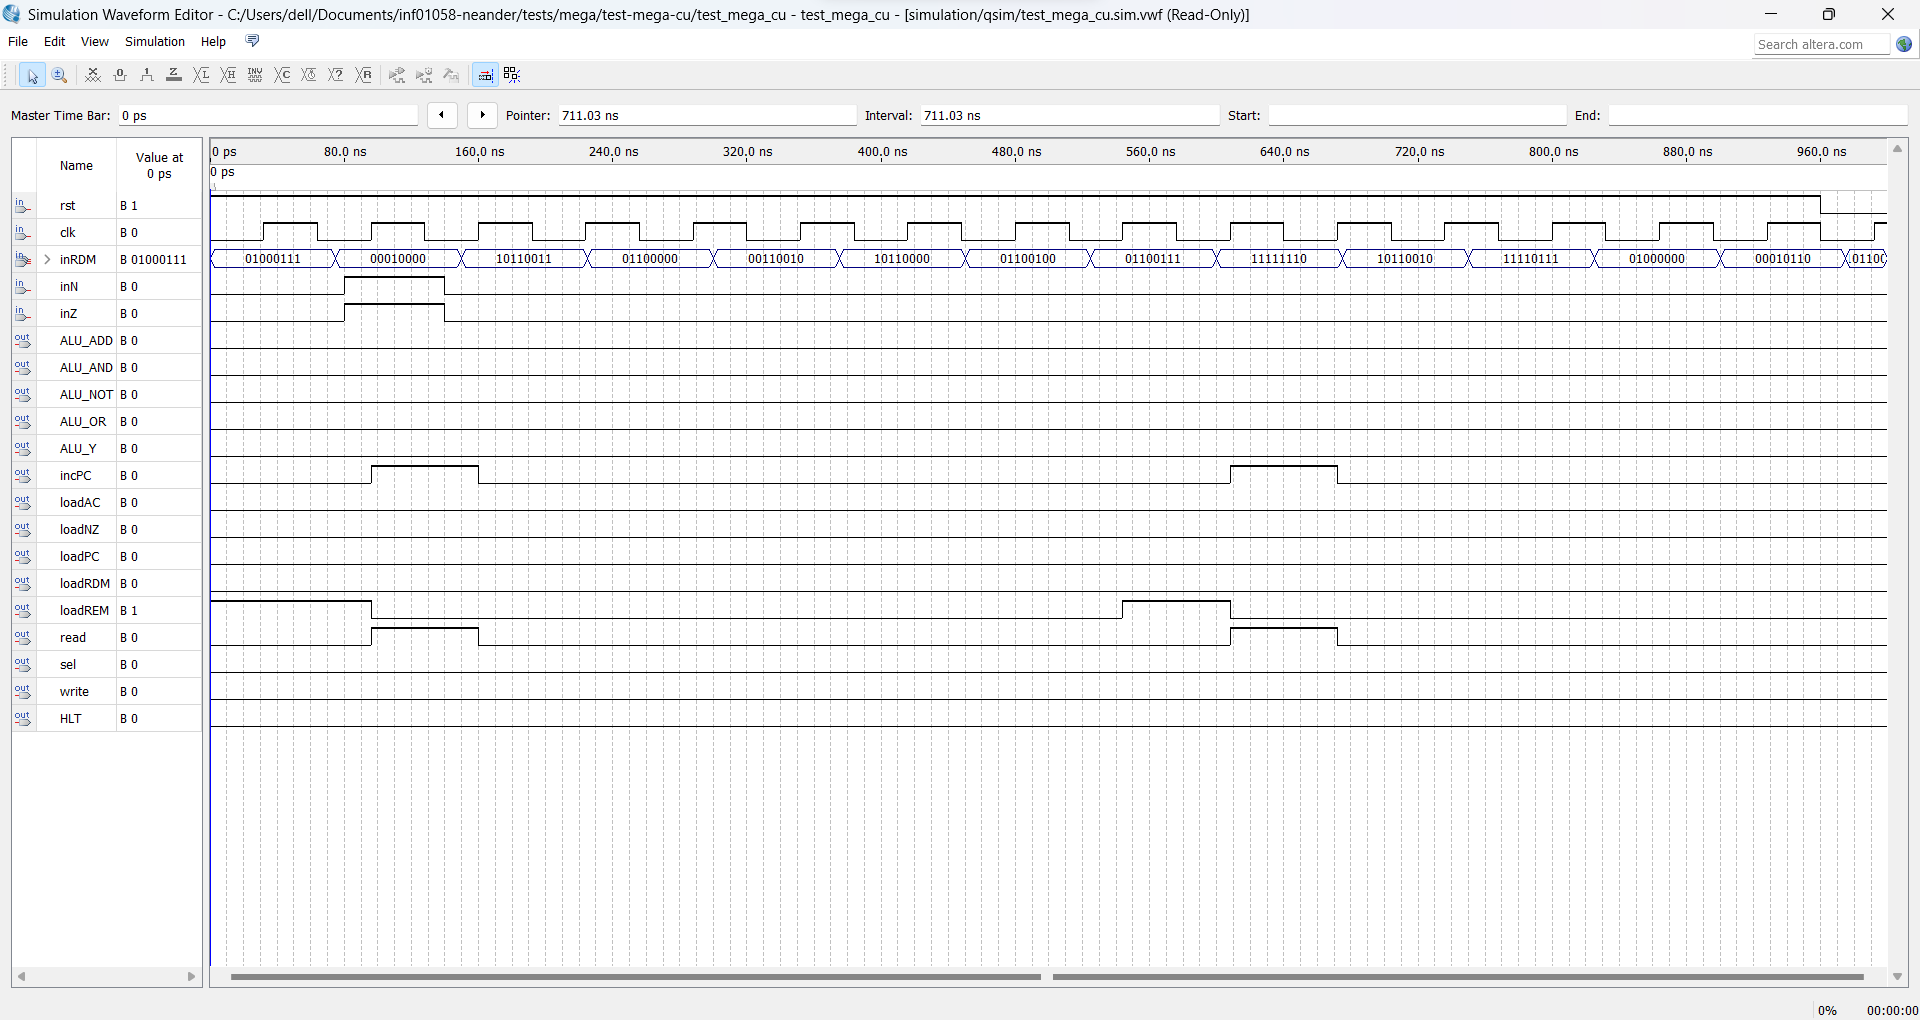 Simulation Waveform Editor - C:/Users/dell/Documents/inf01058-neander/tests/mega/test-mega-cu/test_mega_cu - test_mega_cu - [simulation/qsim/test_mega_cu.sim.vwf (Read-Only)]
File Edit View Simulation Help
Search altera.com
Master Time Bar: 0 ps Pointer: 711.03 ns Interval: 711.03 ns Start: End:
Name Value at 0 ps
0 ps 80.0 ns 160.0 ns 240.0 ns 320.0 ns 400.0 ns 480.0 ns 560.0 ns 640.0 ns 720.0 ns 800.0 ns 880.0 ns 960.0 ns
0 ps
rst B 1
clk B 0
inRDM B 01000111 01000111 00010000 10110011 01100000 00110010 10110000 01100100 01100111 11111110 10110010 11110111 01000000 00010110 01100
inN B 0
inZ B 0
ALU_ADD B 0
ALU_AND B 0
ALU_NOT B 0
ALU_OR B 0
ALU_Y B 0
incPC B 0
loadAC B 0
loadNZ B 0
loadPC B 0
loadRDM B 0
loadREM B 1
read B 0
sel B 0
write B 0
HLT B 0
0% 00:00:00